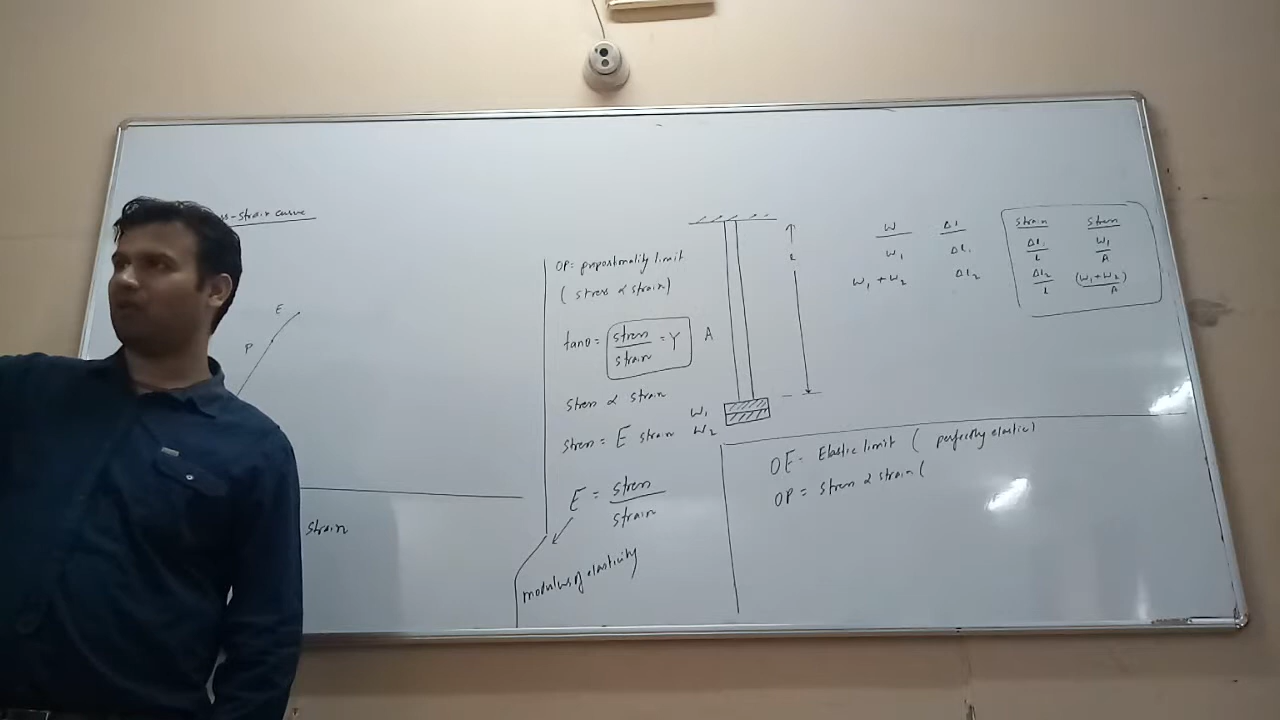 s-strain curve
E
P
strain
OP= propostionality limit
( stress ∝ strain)
tanθ = stress/strain = Y
A
stress ∝ strain
stress = E strain
E = stress/strain
modulus of elasticity
L
W1
W2
W Δl strain stress
W1 Δl1 Δl1/L W1/A
W1 + W2 Δl2 Δl2/L (W1+W2)/A
OE= Elastic limit ( perfectly elastic)
OP = stress ∝ strain (